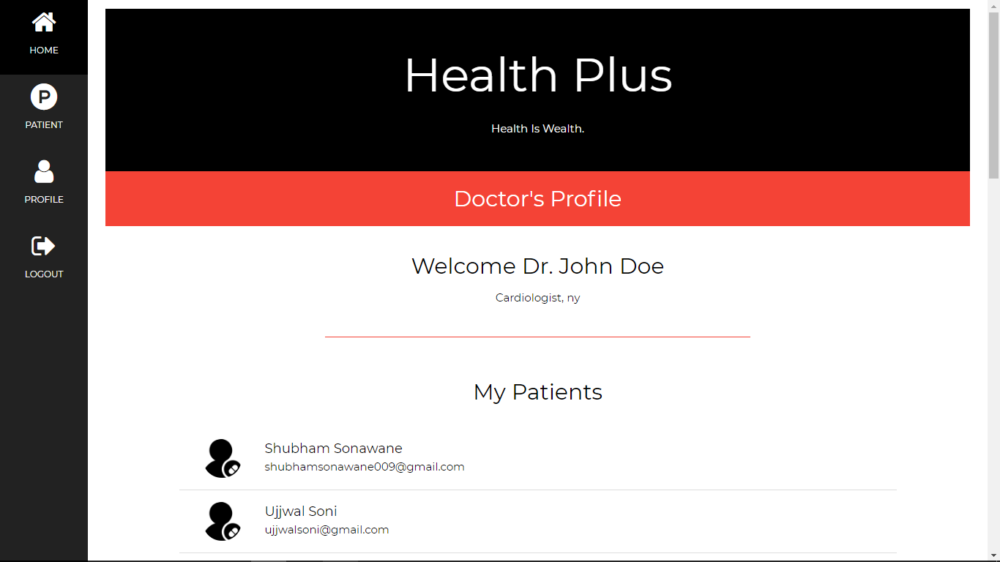 HOME
P
PATIENT
PROFILE
LOGOUT
Health Plus
Health Is Wealth.
Doctor's Profile
Welcome Dr. John Doe
Cardiologist, ny
My Patients
Shubham Sonawane
shubhamsonawane009@gmail.com
Ujjwal Soni
ujjwalsoni@gmail.com